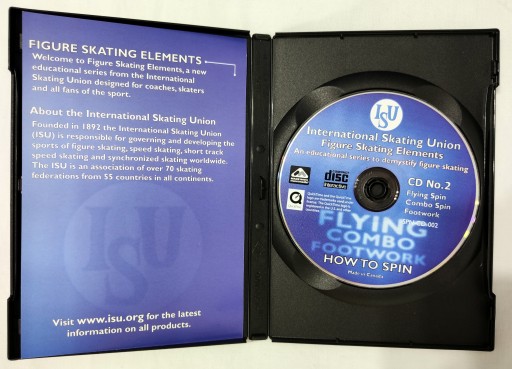 FIGURE SKATING ELEMENTS
Welcome to Figure Skating Elements, a new
educational series from the International
Skating Union designed for coaches, skaters
and all fans of the sport.
About the International Skating Union
Founded in 1892 the International Skating Union
(ISU) is responsible for governing and developing the
sports of figure skating, speed skating, short track
speed skating and synchronized skating worldwide.
The ISU is an association of over 70 skating
federations from 55 countries in all continents.
ISU
Visit www.isu.org for the latest
information on all products.
ISU
International Skating Union
Figure Skating Elements
An educational series to demystify figure skating
COMPACT
disc
INTERACTIVE
CD No.2
Flying Spin
Combo Spin
Footwork
FLYING
COMBO
FOOTWORK
HOW TO SPIN
Made in Canada